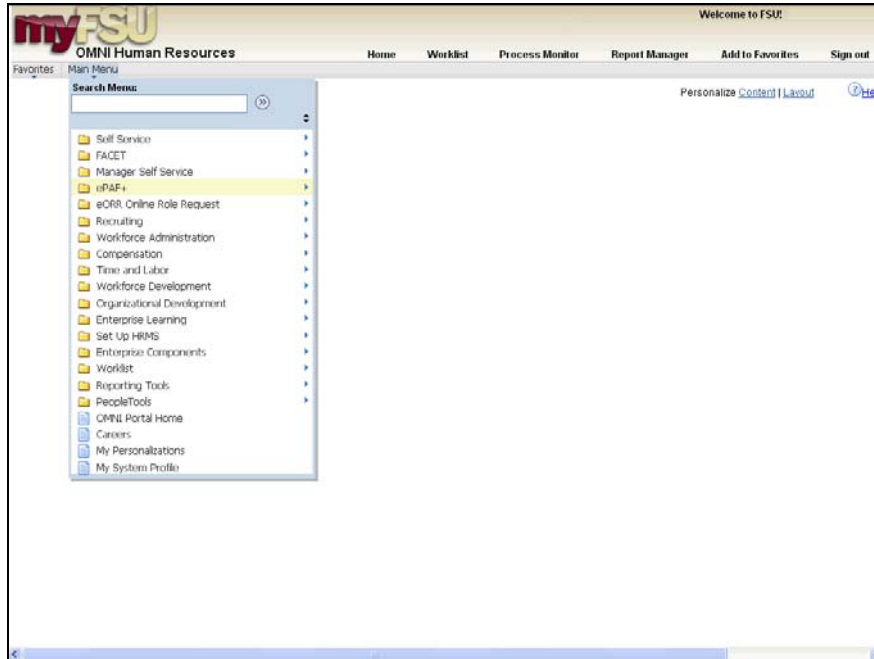 myFSU
Welcome to FSU!
OMNI Human Resources
Home Worklist Process Monitor Report Manager Add to Favorites Sign out
Favorites Main Menu
Search Menu:
Personalize Content | Layout ? He
Self Service
FACET
Manager Self Service
ePAF+
eORR Online Role Request
Recruiting
Workforce Administration
Compensation
Time and Labor
Workforce Development
Organizational Development
Enterprise Learning
Set Up HRMS
Enterprise Components
Worklist
Reporting Tools
PeopleTools
OMNI Portal Home
Careers
My Personalizations
My System Profile